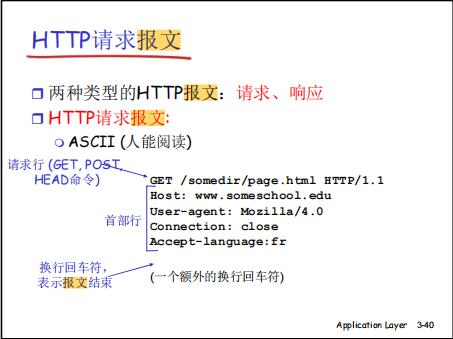 HTTP请求报文
两种类型的HTTP报文：请求、响应
HTTP请求报文:
ASCII (人能阅读)
请求行 (GET, POST,
HEAD命令)
GET /somedir/page.html HTTP/1.1
Host: www.someschool.edu
User-agent: Mozilla/4.0
Connection: close
Accept-language:fr
首部行
换行回车符，
表示报文结束
(一个额外的换行回车符)
Application Layer 3-40